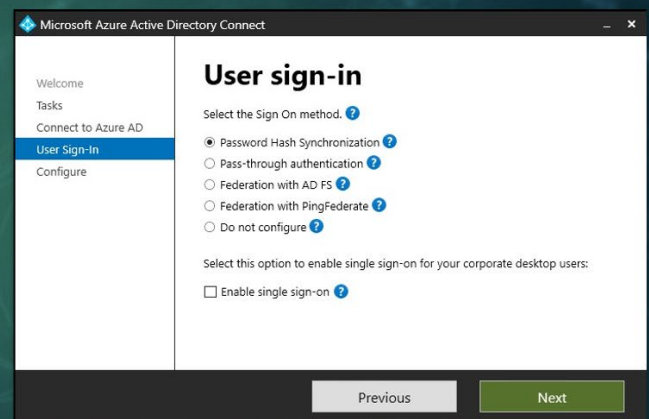 Microsoft Azure Active Directory Connect
Welcome
Tasks
Connect to Azure AD
User Sign-In
Configure
User sign-in
Select the Sign On method. ?
Password Hash Synchronization ?
Pass-through authentication ?
Federation with AD FS ?
Federation with PingFederate ?
Do not configure ?
Select this option to enable single sign-on for your corporate desktop users:
Enable single sign-on ?
Previous
Next